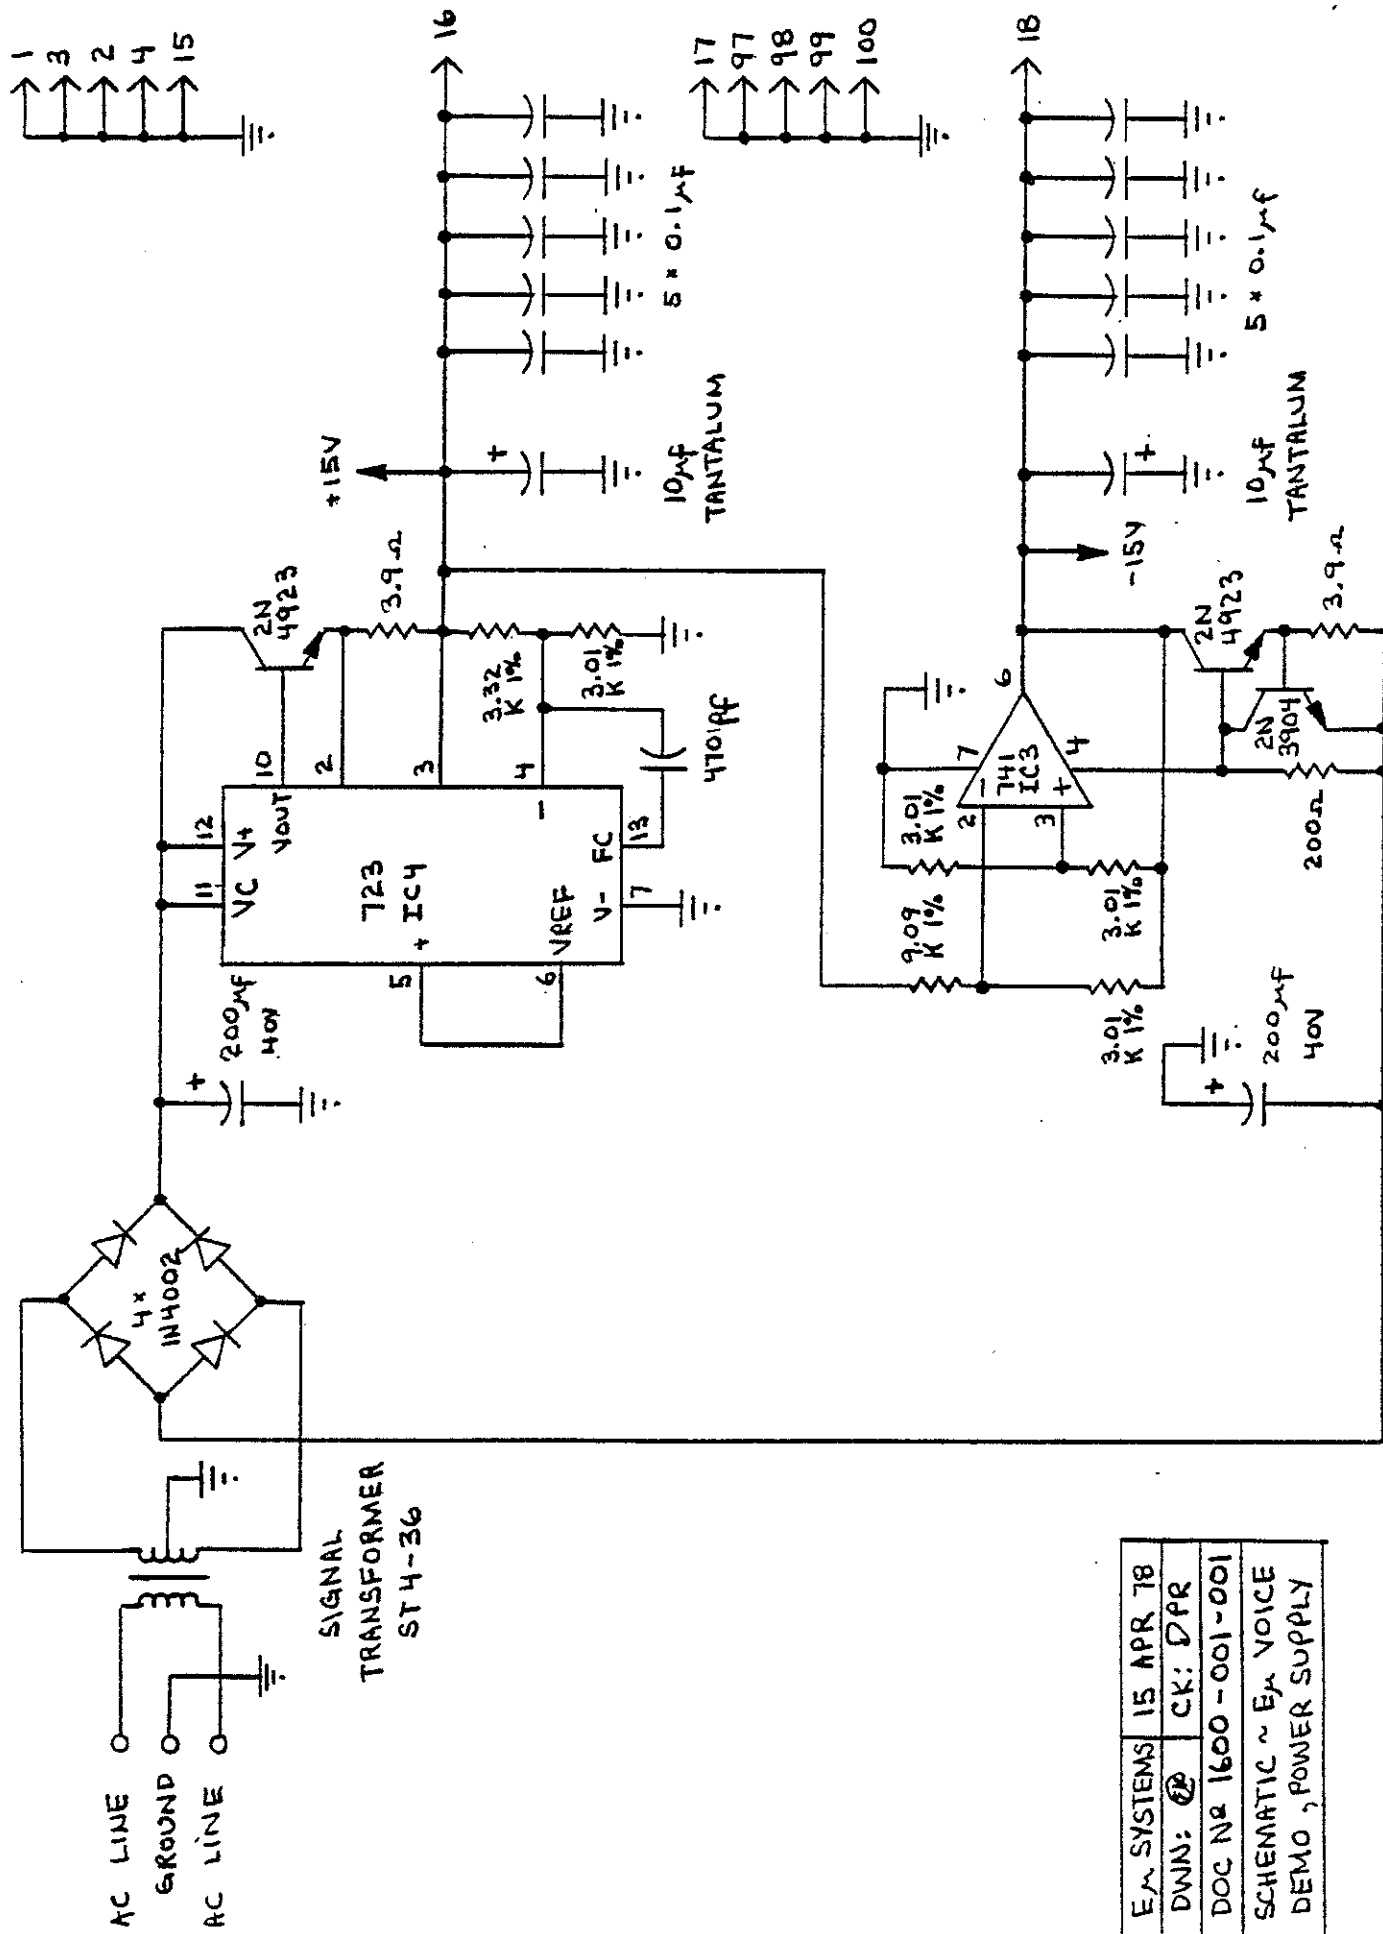 AC LINE
GROUND
AC LINE
SIGNAL
TRANSFORMER
ST 4-36
4×
1N4002
+
200µf
40V
11
VC
12
V+
VOUT
10
723
IC4
+
5
VREF
6
V-
7
FC
13
-
2
3
4
2N
4923
3.9Ω
3.32
K 1%
3.01
K 1%
470pf
+15V
+
10µf
TANTALUM
5 × 0.1µf
16
1
3
2
4
15
17
97
98
99
100
9.09
K 1%
3.01
K 1%
3.01
K 1%
3.01
K 1%
2
-
3
+
741
IC3
7
6
4
+
200µf
40V
200Ω
2N
3904
2N
4923
3.9Ω
-15V
+
10µf
TANTALUM
5 × 0.1µf
18
Eµ SYSTEMS 15 APR 78
DWN: CK: DPR
DOC NR 1600-001-001
SCHEMATIC ~ Eµ VOICE
DEMO, POWER SUPPLY